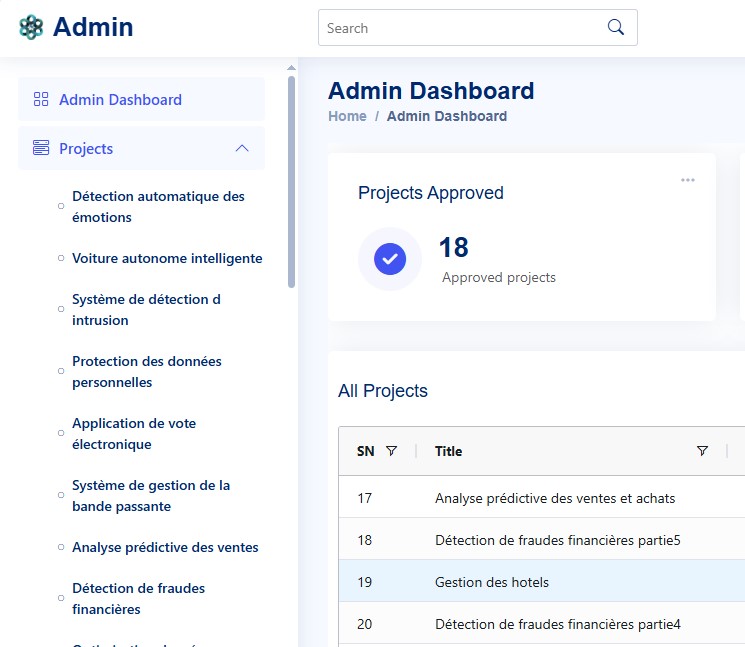 Admin
Search
Admin Dashboard
Projects
Détection automatique des
émotions
Voiture autonome intelligente
Système de détection d
intrusion
Protection des données
personnelles
Application de vote
électronique
Système de gestion de la
bande passante
Analyse prédictive des ventes
Détection de fraudes
financières
Admin Dashboard
Home / Admin Dashboard
Projects Approved
18
Approved projects
All Projects
SN Title
17 Analyse prédictive des ventes et achats
18 Détection de fraudes financières partie5
19 Gestion des hotels
20 Détection de fraudes financières partie4